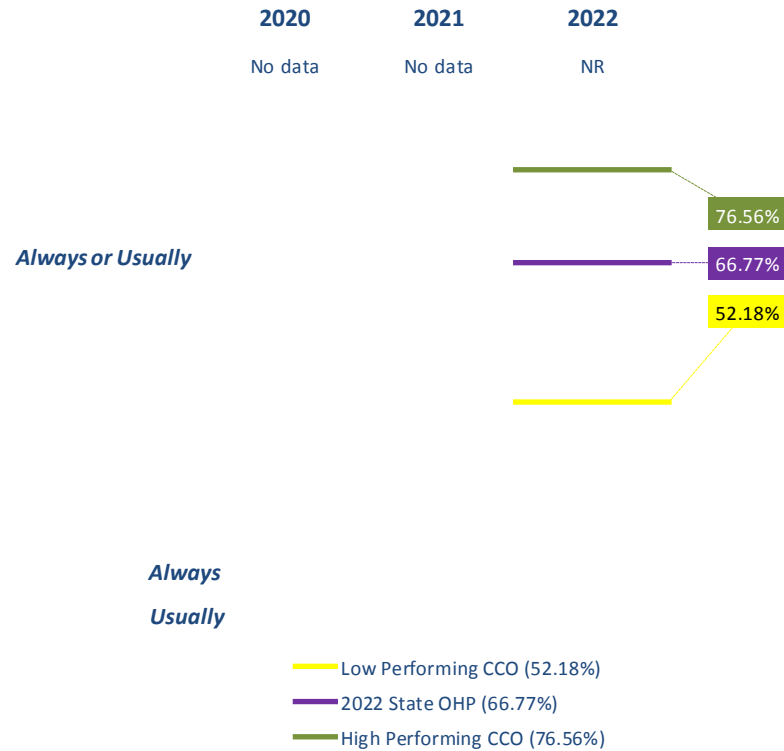 2020 2021 2022
No data No data NR
76.56%
Always or Usually 66.77%
52.18%
Always
Usually
Low Performing CCO (52.18%)
2022 State OHP (66.77%)
High Performing CCO (76.56%)